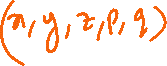 (x, y, z, p, q)